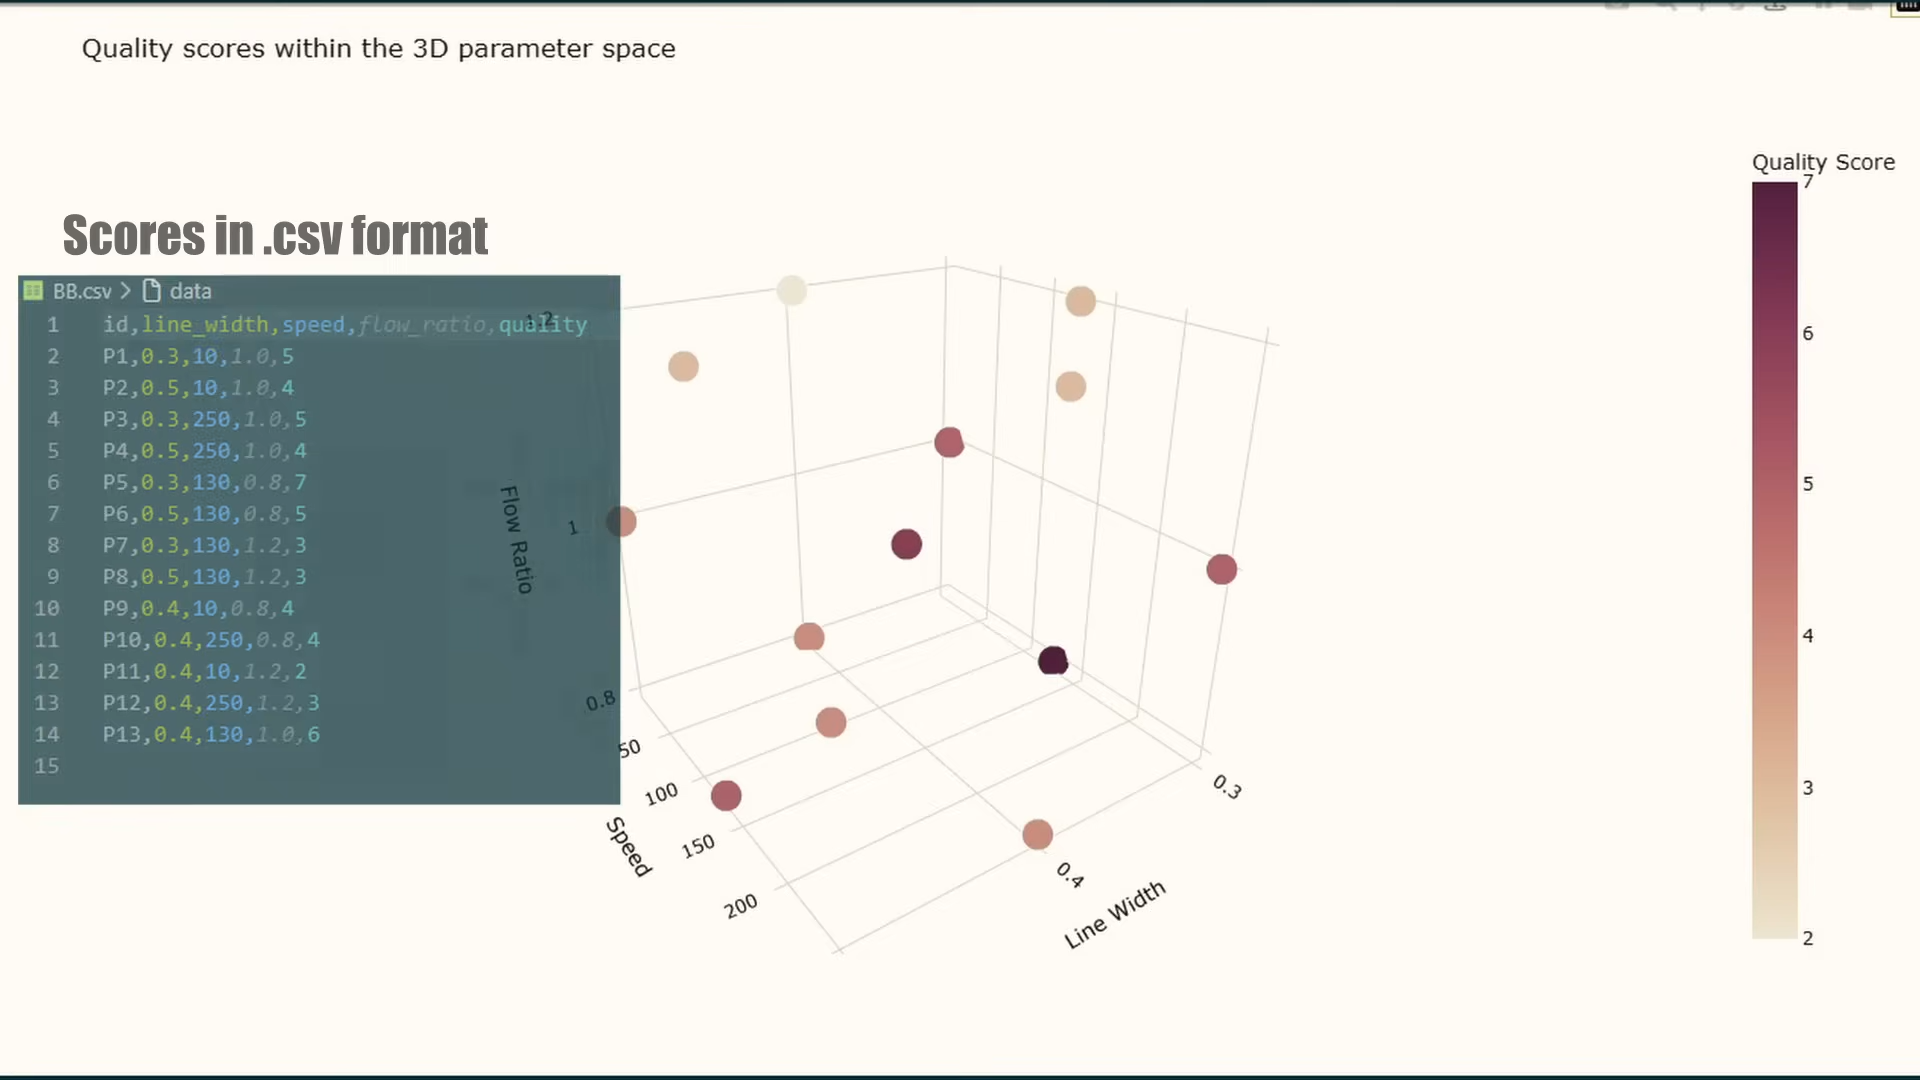 Quality scores within the 3D parameter space
Quality Score
7
6
5
4
3
2
Scores in .csv format
BB.csv > data
1 id,line_width,speed,flow_ratio,quality
2 P1,0.3,10,1.0,5
3 P2,0.5,10,1.0,4
4 P3,0.3,250,1.0,5
5 P4,0.5,250,1.0,4
6 P5,0.3,130,0.8,7
7 P6,0.5,130,0.8,5
8 P7,0.3,130,1.2,3
9 P8,0.5,130,1.2,3
10 P9,0.4,10,0.8,4
11 P10,0.4,250,0.8,4
12 P11,0.4,10,1.2,2
13 P12,0.4,250,1.2,3
14 P13,0.4,130,1.0,6
15
1.2
1
0.8
Flow Ratio
50
100
150
200
Speed
0.3
0.4
Line Width